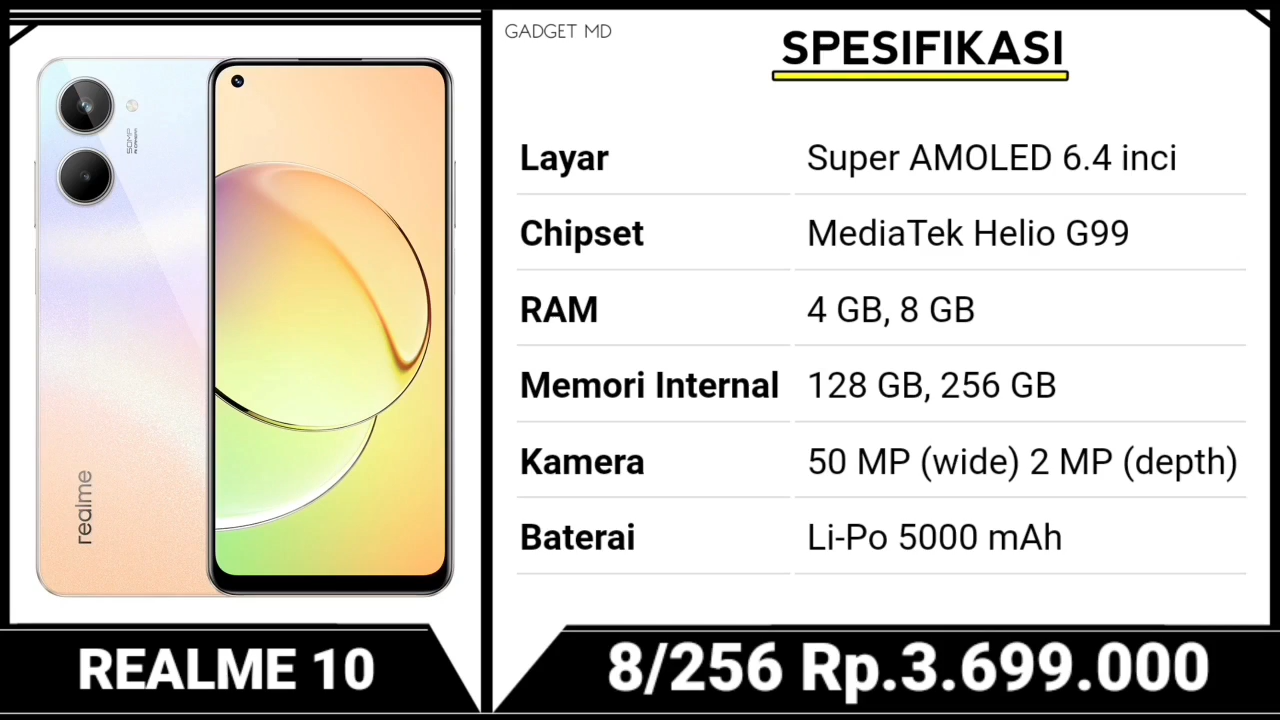 GADGET MD
SPESIFIKASI
Layar Super AMOLED 6.4 inci
Chipset MediaTek Helio G99
RAM 4 GB, 8 GB
Memori Internal 128 GB, 256 GB
Kamera 50 MP (wide) 2 MP (depth)
Baterai Li-Po 5000 mAh
50MP
realme
REALME 10
8/256 Rp.3.699.000